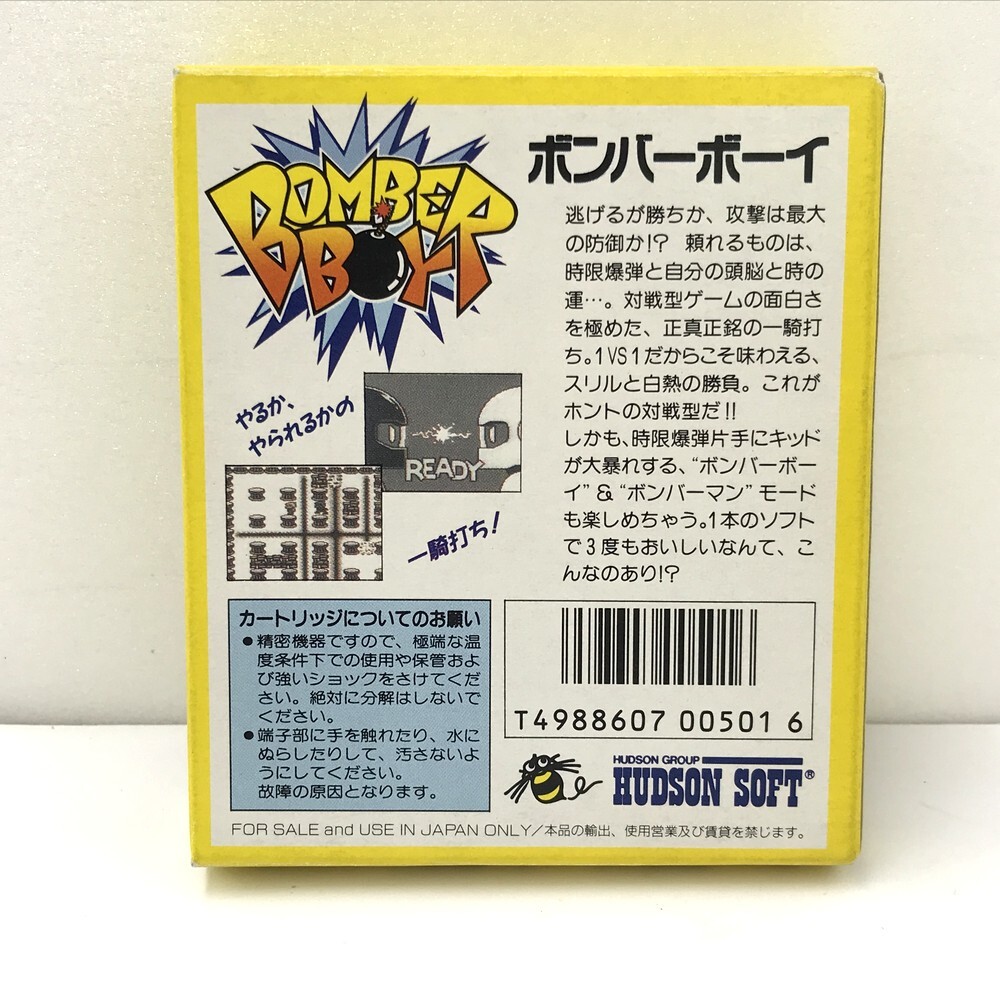 BOMBER
BOY
ボンバーボーイ
逃げるが勝ちか、攻撃は最大
の防御か!? 頼れるものは、
時限爆弾と自分の頭脳と時の
運…。対戦型ゲームの面白さ
を極めた、正真正銘の一騎打
ち。1VS1だからこそ味わえる、
スリルと白熱の勝負。これが
ホントの対戦型だ!!
しかも、時限爆弾片手にキッド
が大暴れする、“ボンバーボー
イ”&“ボンバーマン”モード
も楽しめちゃう。1本のソフト
で3度もおいしいなんて、こ
んなのあり!?
やるか、
やられるかの
READY
一騎打ち!
カートリッジについてのお願い
●精密機器ですので、極端な温
度条件下での使用や保管およ
び強いショックをさけてくだ
さい。絶対に分解はしないで
ください。
●端子部に手を触れたり、水に
ぬらしたりして、汚さないよ
うにしてください。
故障の原因となります。
T4988607 00501 6
HUDSON GROUP
HUDSON SOFT®
FOR SALE and USE IN JAPAN ONLY/本品の輸出、使用営業及び賃貸を禁じます。